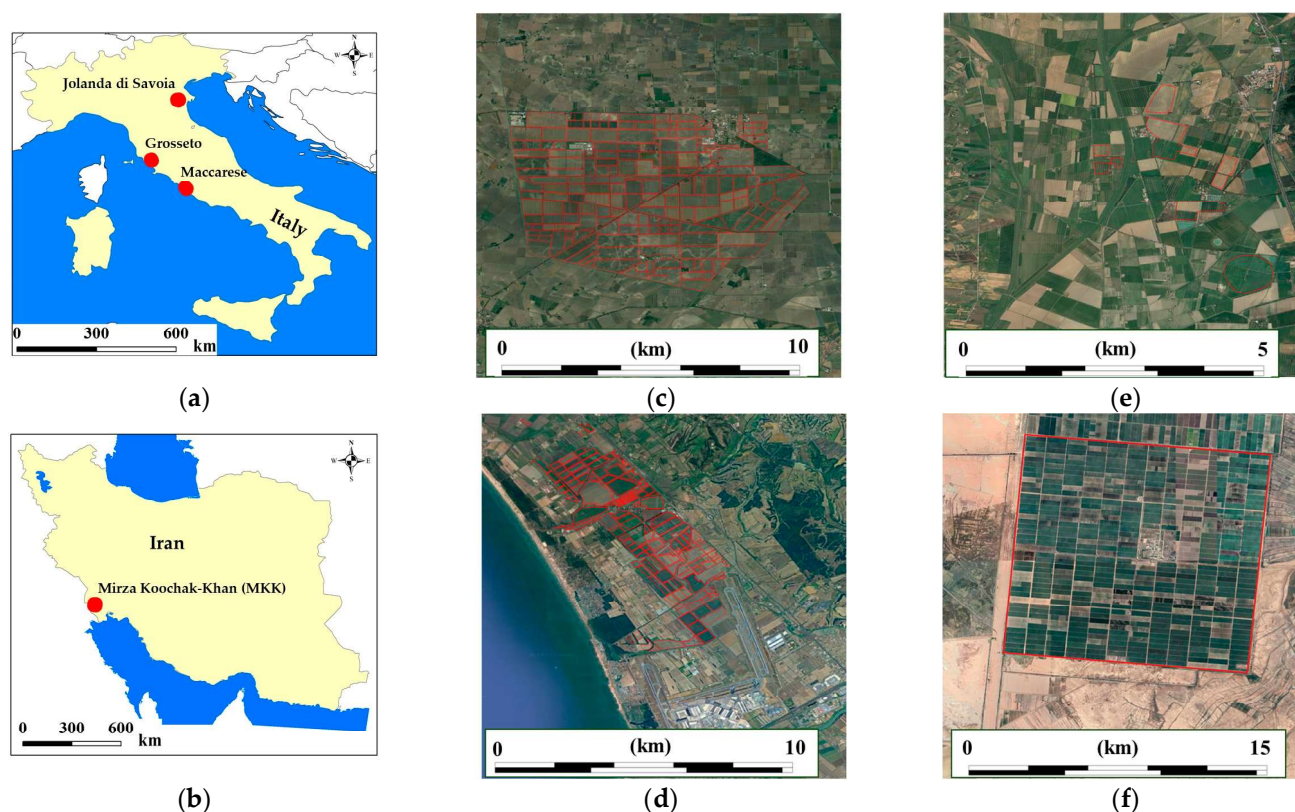 N
W E
S
Jolanda di Savoia
Grosseto
Maccarese
Italy
0 300 600
km
(a)
0 (km) 10
(c)
0 (km) 5
(e)
N
W E
S
Iran
Mirza Koochak-Khan (MKK)
0 300 600
km
(b)
0 (km) 10
(d)
0 (km) 15
(f)